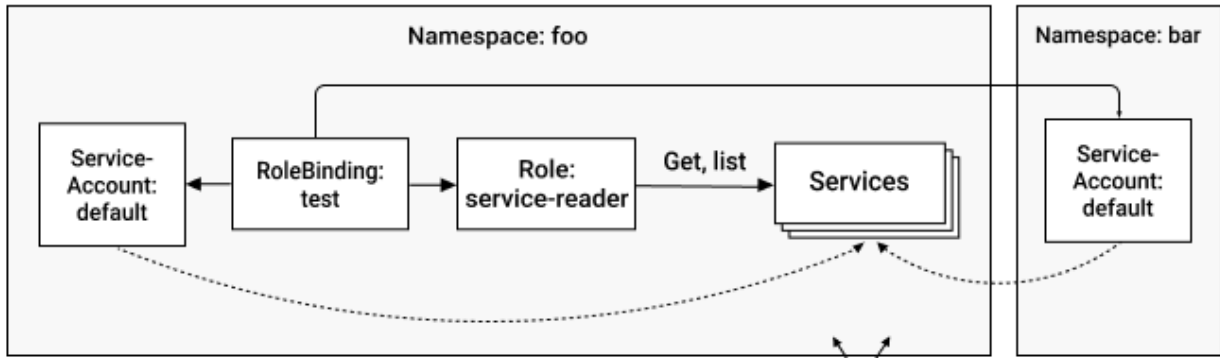 Namespace: foo
Namespace: bar
Service-
Account:
default
RoleBinding:
test
Role:
service-reader
Get, list
Services
Service-
Account:
default